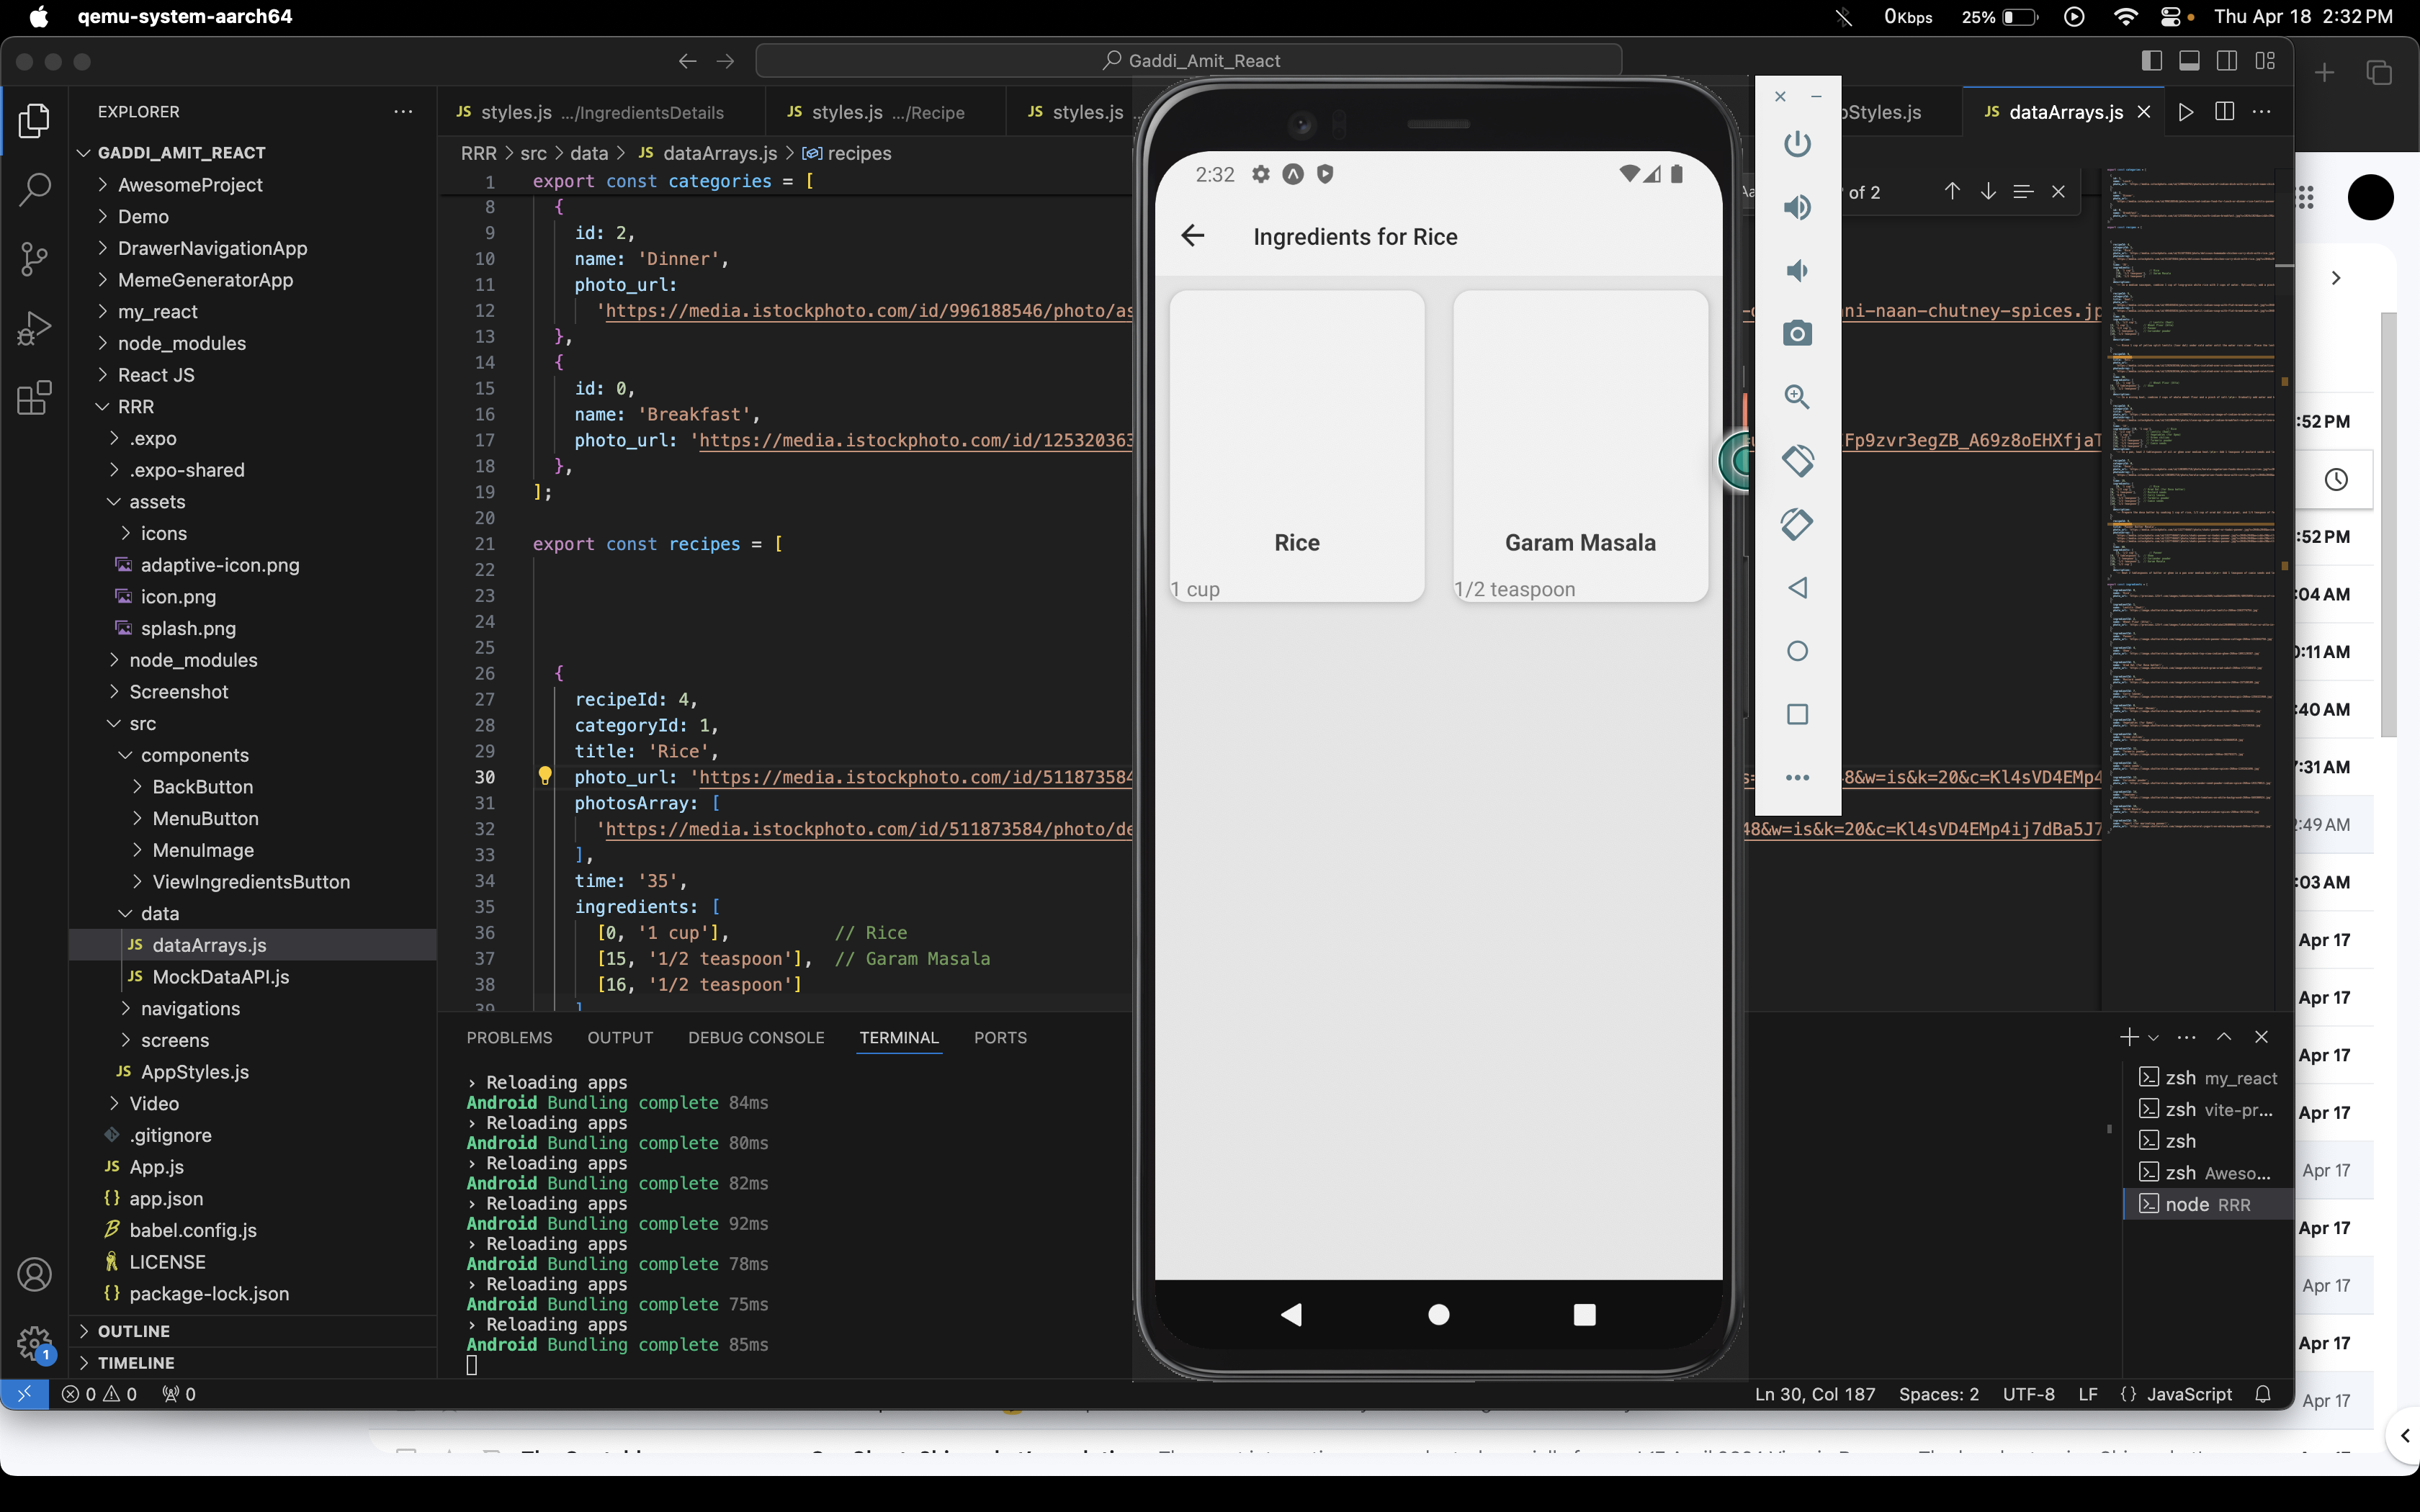 qemu-system-aarch64
0Kbps 25% Thu Apr 18 2:32 PM
Gaddi_Amit_React
EXPLORER
GADDI_AMIT_REACT
AwesomeProject
Demo
DrawerNavigationApp
MemeGeneratorApp
my_react
node_modules
React JS
RRR
.expo
.expo-shared
assets
icons
adaptive-icon.png
icon.png
splash.png
node_modules
Screenshot
src
components
BackButton
MenuButton
MenuImage
ViewIngredientsButton
data
JS dataArrays.js
JS MockDataAPI.js
navigations
screens
JS AppStyles.js
Video
.gitignore
JS App.js
{} app.json
babel.config.js
LICENSE
{} package-lock.json
OUTLINE
TIMELINE
JS styles.js .../IngredientsDetails
JS styles.js .../Recipe
JS styles.js
JS dataArrays.js
RRR > src > data > JS dataArrays.js > recipes
of 2
1 export const categories = [
8 {
9 id: 2,
10 name: 'Dinner',
11 photo_url:
12 'https://media.istockphoto.com/id/996188546/photo/as
ni-naan-chutney-spices.jp
13 },
14 {
15 id: 0,
16 name: 'Breakfast',
17 photo_url: 'https://media.istockphoto.com/id/125320363
Fp9zvr3egZB_A69z8oEHXfjaT
18 },
19 ];
20
21 export const recipes = [
22
23
24
25
26 {
27 recipeId: 4,
28 categoryId: 1,
29 title: 'Rice',
30 photo_url: 'https://media.istockphoto.com/id/511873584
8&w=is&k=20&c=Kl4sVD4EMp4
31 photosArray: [
32 'https://media.istockphoto.com/id/511873584/photo/de
48&w=is&k=20&c=Kl4sVD4EMp4ij7dBa5J7
33 ],
34 time: '35',
35 ingredients: [
36 [0, '1 cup'], // Rice
37 [15, '1/2 teaspoon'], // Garam Masala
38 [16, '1/2 teaspoon']
39 ]
2:32
Ingredients for Rice
Rice
1 cup
Garam Masala
1/2 teaspoon
PROBLEMS OUTPUT DEBUG CONSOLE TERMINAL PORTS
› Reloading apps
Android Bundling complete 84ms
› Reloading apps
Android Bundling complete 80ms
› Reloading apps
Android Bundling complete 82ms
› Reloading apps
Android Bundling complete 92ms
› Reloading apps
Android Bundling complete 78ms
› Reloading apps
Android Bundling complete 75ms
› Reloading apps
Android Bundling complete 85ms
zsh my_react
zsh vite-pr...
zsh
zsh Aweso...
node RRR
1
0 0 0
Ln 30, Col 187 Spaces: 2 UTF-8 LF {} JavaScript
:52 PM
:52 PM
:04 AM
:11 AM
:40 AM
:31 AM
:49 AM
:03 AM
Apr 17
Apr 17
Apr 17
Apr 17
Apr 17
Apr 17
Apr 17
Apr 17
Apr 17